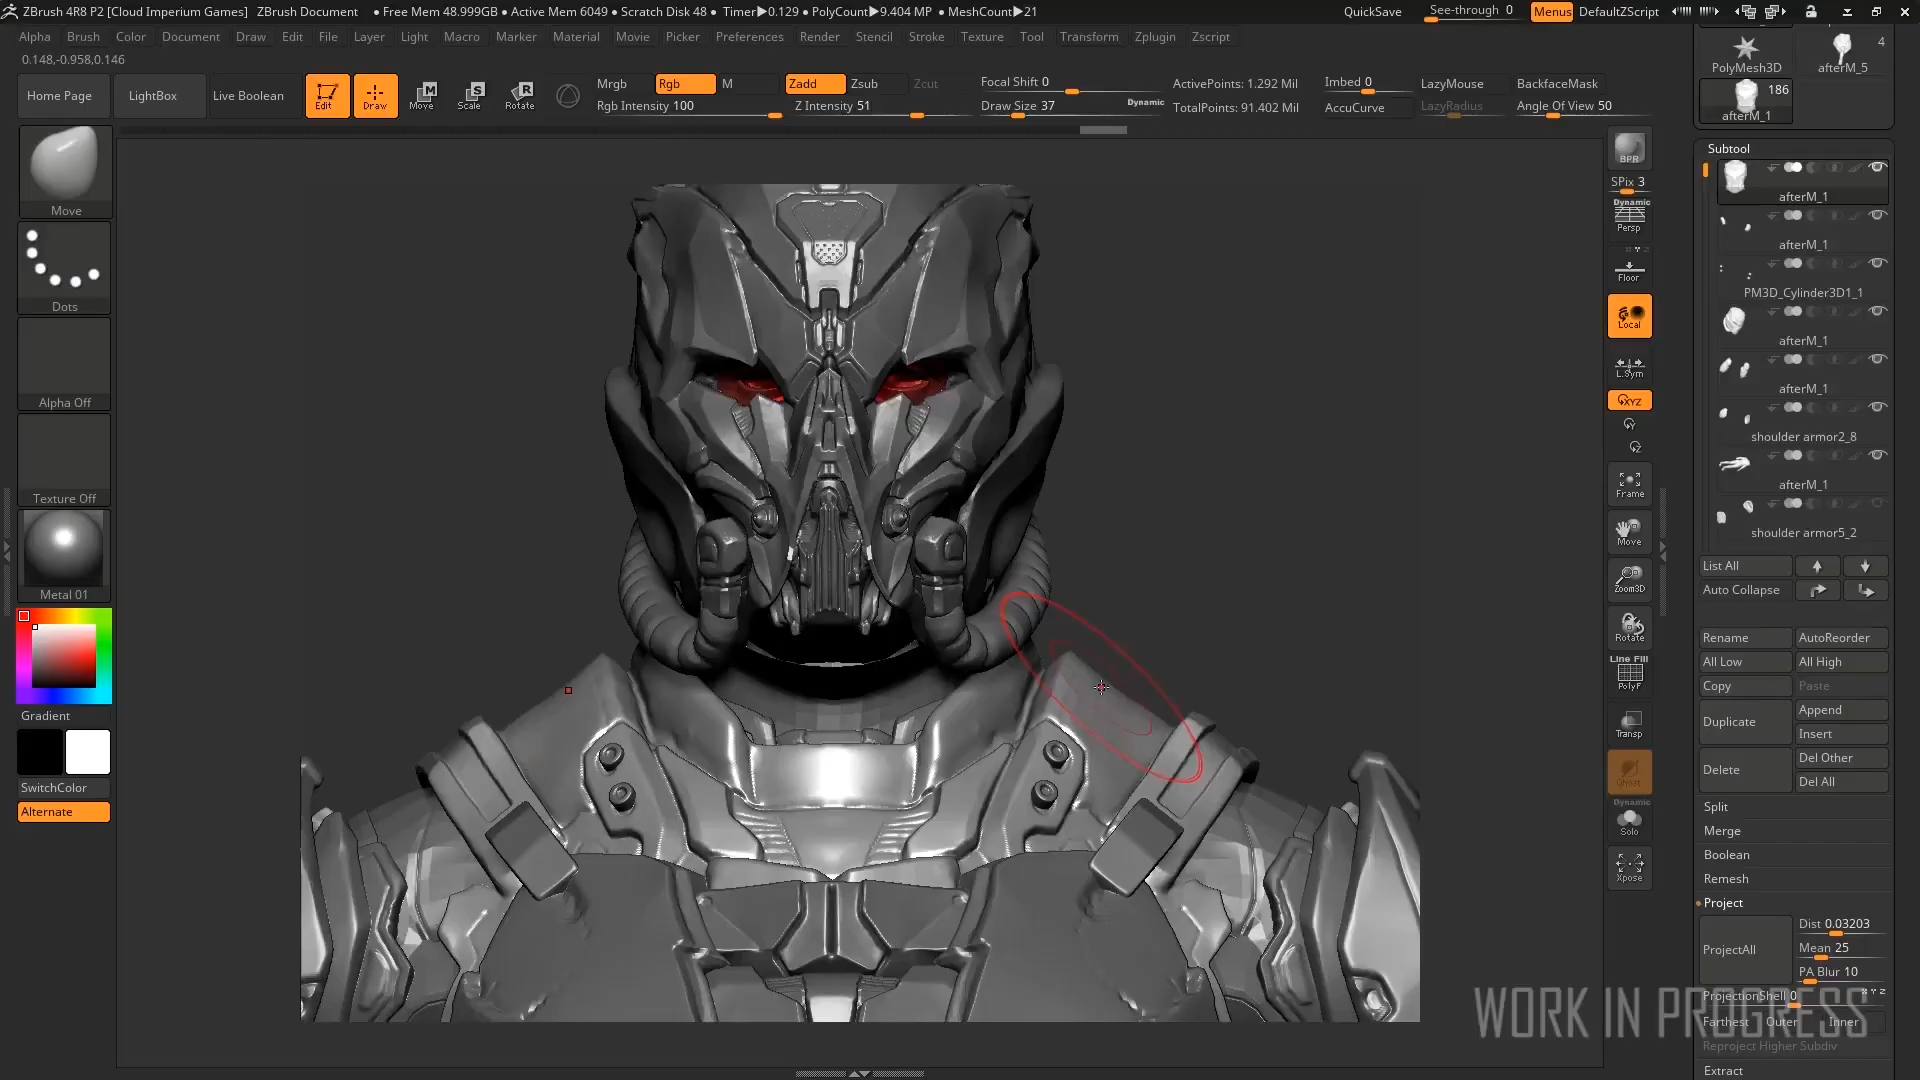 ZBrush 4R8 P2 [Cloud Imperium Games] ZBrush Document • Free Mem 48.999GB • Active Mem 6049 • Scratch Disk 48 • Timer▶0.129 • PolyCount▶9.404 MP • MeshCount▶21 QuickSave See-through 0 Menus DefaultZScript
Alpha Brush Color Document Draw Edit File Layer Light Macro Marker Material Movie Picker Preferences Render Stencil Stroke Texture Tool Transform Zplugin Zscript
0.148,-0.958,0.146
Home Page LightBox Live Boolean Edit Draw Move Scale Rotate
Mrgb Rgb M Zadd Zsub Zcut
Rgb Intensity 100 Z Intensity 51
Focal Shift 0
Draw Size 37 Dynamic
ActivePoints: 1.292 Mil
TotalPoints: 91.402 Mil
Imbed 0 LazyMouse BackfaceMask
AccuCurve LazyRadius Angle Of View 50
Move
Dots
Alpha Off
Texture Off
Metal 01
Gradient
SwitchColor
Alternate
BPR
SPix 3
Dynamic
Persp
Floor
Local
L.Sym
XYZ
Y
Z
Frame
Move
Zoom3D
Rotate
Line Fill
PolyF
Transp
Ghost
Dynamic
Solo
Xpose
4
PolyMesh3D afterM_5
186
afterM_1
Subtool
afterM_1
afterM_1
PM3D_Cylinder3D1_1
afterM_1
afterM_1
shoulder armor2_8
afterM_1
shoulder armor5_2
List All
Auto Collapse
Rename AutoReorder
All Low All High
Copy Paste
Duplicate Append
Insert
Delete Del Other
Del All
Split
Merge
Boolean
Remesh
Project
ProjectAll Dist 0.03203
Mean 25
PA Blur 10
ProjectionShell 0 X Y Z
Farthest Outer Inner
Reproject Higher Subdiv
Extract
WORK IN PROGRESS